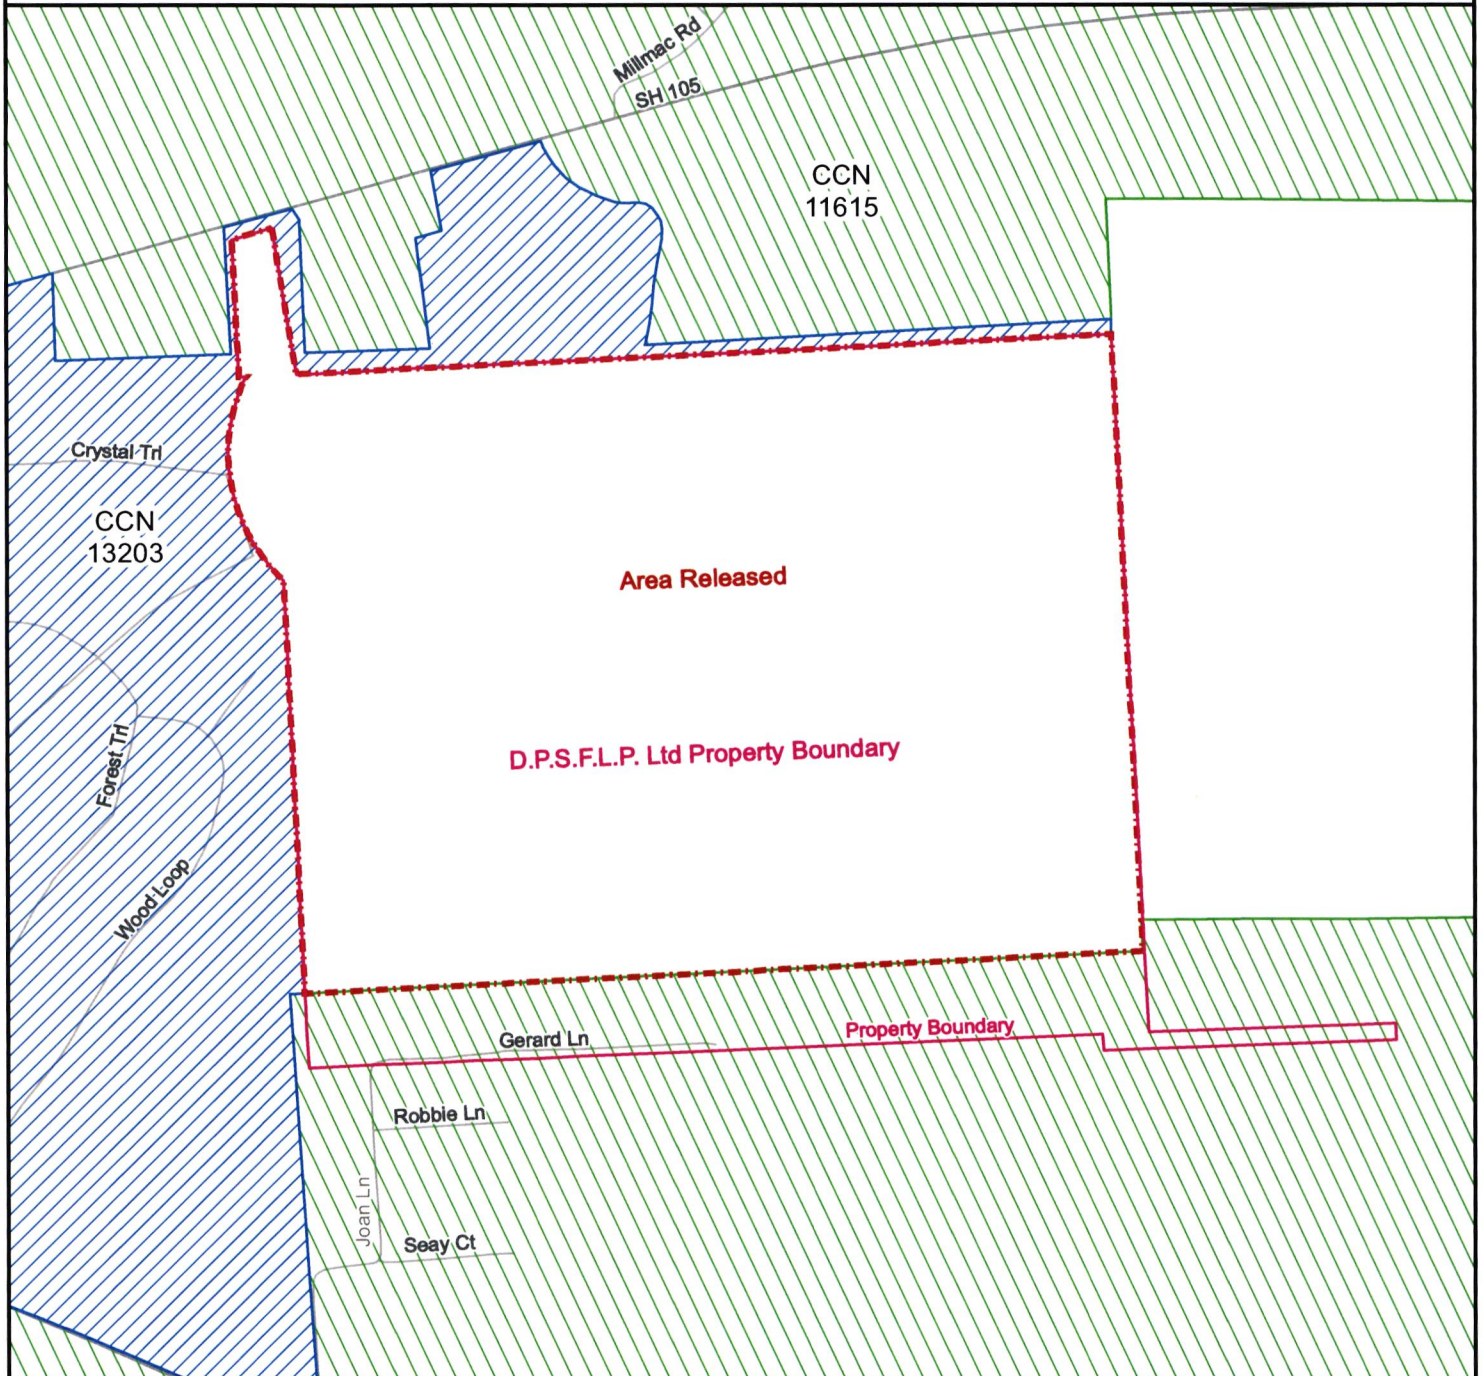 Millmac Rd
SH 105
CCN
11615
Crystal Trl
CCN
13203
Area Released
D.P.S.F.L.P. Ltd Property Boundary
Forest Trl
Wood Loop
Property Boundary
Gerard Ln
Robbie Ln
Joan Ln
Seay Ct